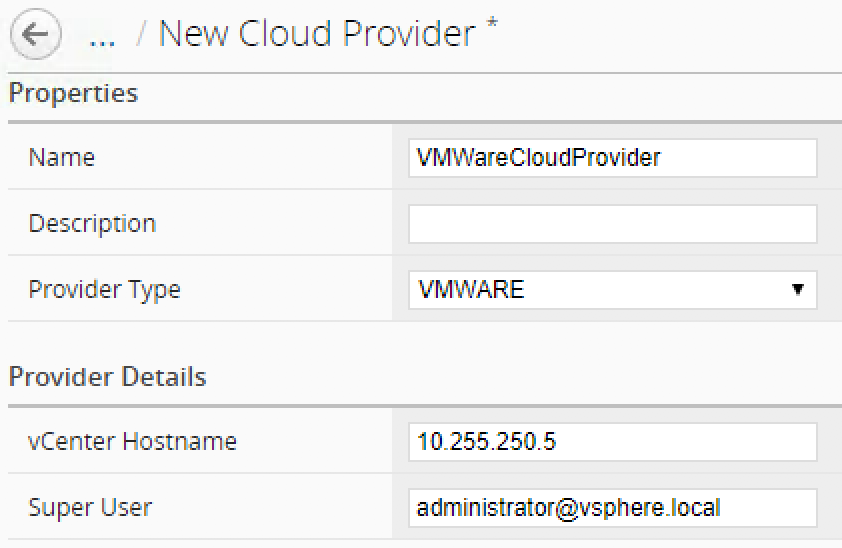 ... / New Cloud Provider *
Properties
Name VMWareCloudProvider
Description
Provider Type VMWARE
Provider Details
vCenter Hostname 10.255.250.5
Super User administrator@vsphere.local